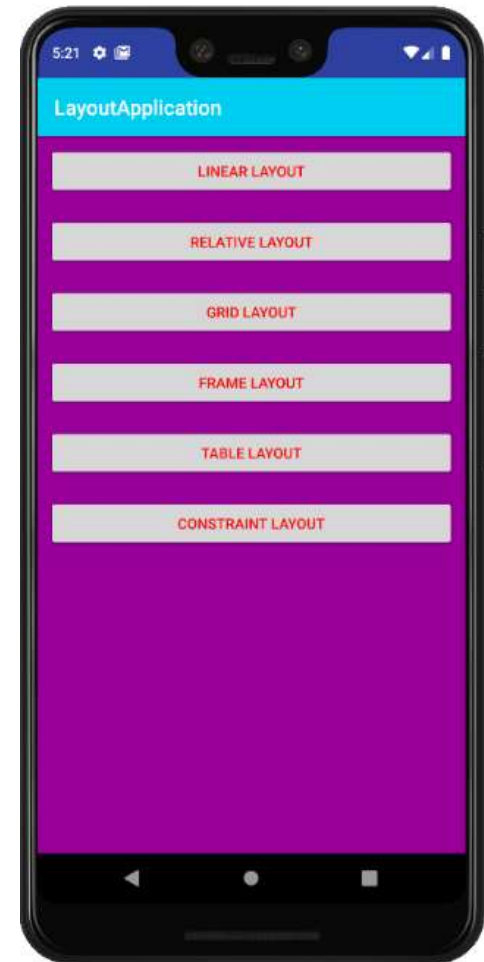 5:21
LayoutApplication
LINEAR LAYOUT
RELATIVE LAYOUT
GRID LAYOUT
FRAME LAYOUT
TABLE LAYOUT
CONSTRAINT LAYOUT